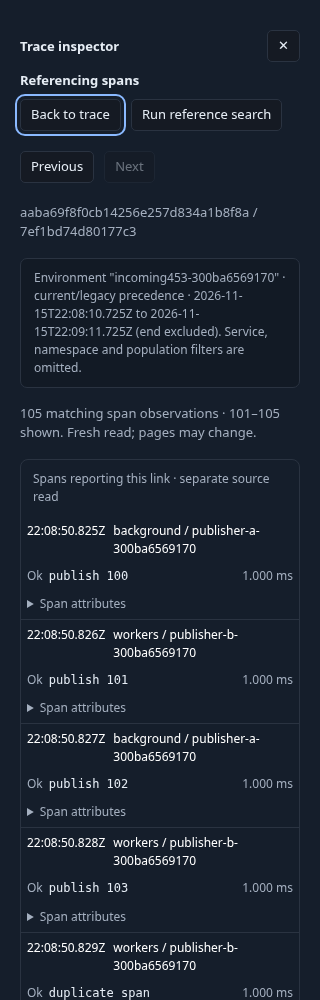 Trace inspector
✕
Referencing spans
Back to trace
Run reference search
Previous
Next
aaba69f8f0cb14256e257d834a1b8f8a /
7ef1bd74d80177c3
Environment "incoming453-300ba6569170" ·
current/legacy precedence · 2026-11-
15T22:08:10.725Z to 2026-11-
15T22:09:11.725Z (end excluded). Service,
namespace and population filters are
omitted.
105 matching span observations · 101–105
shown. Fresh read; pages may change.
Spans reporting this link · separate source
read
22:08:50.825Z background / publisher-a-
300ba6569170
Ok publish 100 1.000 ms
▶ Span attributes
22:08:50.826Z workers / publisher-b-
300ba6569170
Ok publish 101 1.000 ms
▶ Span attributes
22:08:50.827Z background / publisher-a-
300ba6569170
Ok publish 102 1.000 ms
▶ Span attributes
22:08:50.828Z workers / publisher-b-
300ba6569170
Ok publish 103 1.000 ms
▶ Span attributes
22:08:50.829Z workers / publisher-b-
300ba6569170
Ok duplicate span 1.000 ms